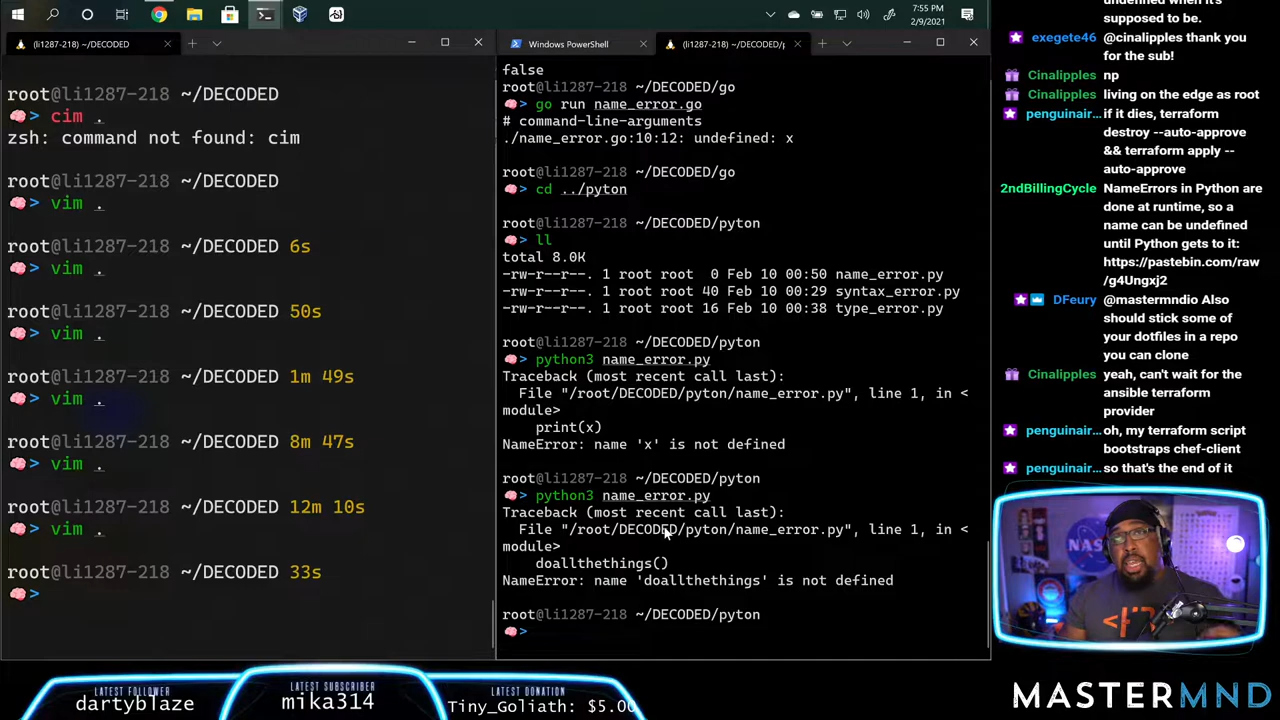 7:55 PM
2/9/2021
(li1287-218) ~/DECODED
root@li1287-218 ~/DECODED
> cim .
zsh: command not found: cim
root@li1287-218 ~/DECODED
> vim .
root@li1287-218 ~/DECODED 6s
> vim .
root@li1287-218 ~/DECODED 50s
> vim .
root@li1287-218 ~/DECODED 1m 49s
> vim .
root@li1287-218 ~/DECODED 8m 47s
> vim .
root@li1287-218 ~/DECODED 12m 10s
> vim .
root@li1287-218 ~/DECODED 33s
>
Windows PowerShell
(li1287-218) ~/DECODED/p
false
root@li1287-218 ~/DECODED/go
> go run name_error.go
# command-line-arguments
./name_error.go:10:12: undefined: x
root@li1287-218 ~/DECODED/go
> cd ../pyton
root@li1287-218 ~/DECODED/pyton
> ll
total 8.0K
-rw-r--r--. 1 root root  0 Feb 10 00:50 name_error.py
-rw-r--r--. 1 root root 40 Feb 10 00:29 syntax_error.py
-rw-r--r--. 1 root root 16 Feb 10 00:38 type_error.py
root@li1287-218 ~/DECODED/pyton
> python3 name_error.py
Traceback (most recent call last):
  File "/root/DECODED/pyton/name_error.py", line 1, in <
module>
    print(x)
NameError: name 'x' is not defined
root@li1287-218 ~/DECODED/pyton
> python3 name_error.py
Traceback (most recent call last):
  File "/root/DECODED/pyton/name_error.py", line 1, in <
module>
    doallthethings()
NameError: name 'doallthethings' is not defined
root@li1287-218 ~/DECODED/pyton
>
undefined when it's
supposed to be.
exegete46 @cinalipples thank you
for the sub!
Cinalipples np
Cinalipples living on the edge as root
penguinair... if it dies, terraform
destroy --auto-approve
&& terraform apply --
auto-approve
2ndBillingCycle NameErrors in Python are
done at runtime, so a
name can be undefined
until Python gets to it:
https://pastebin.com/raw
/g4Ungxj2
DFeury @mastermndio Also
should stick some of
your dotfiles in a repo
you can clone
Cinalipples yeah, can't wait for the
ansible terraform
provider
penguinair... oh, my terraform script
bootstraps chef-client
penguinair... so that's the end of it
NASA
LATEST FOLLOWER
dartyblaze
LATEST SUBSCRIBER
mika314
LATEST DONATION
Tiny_Goliath: $5.00
MASTERMND